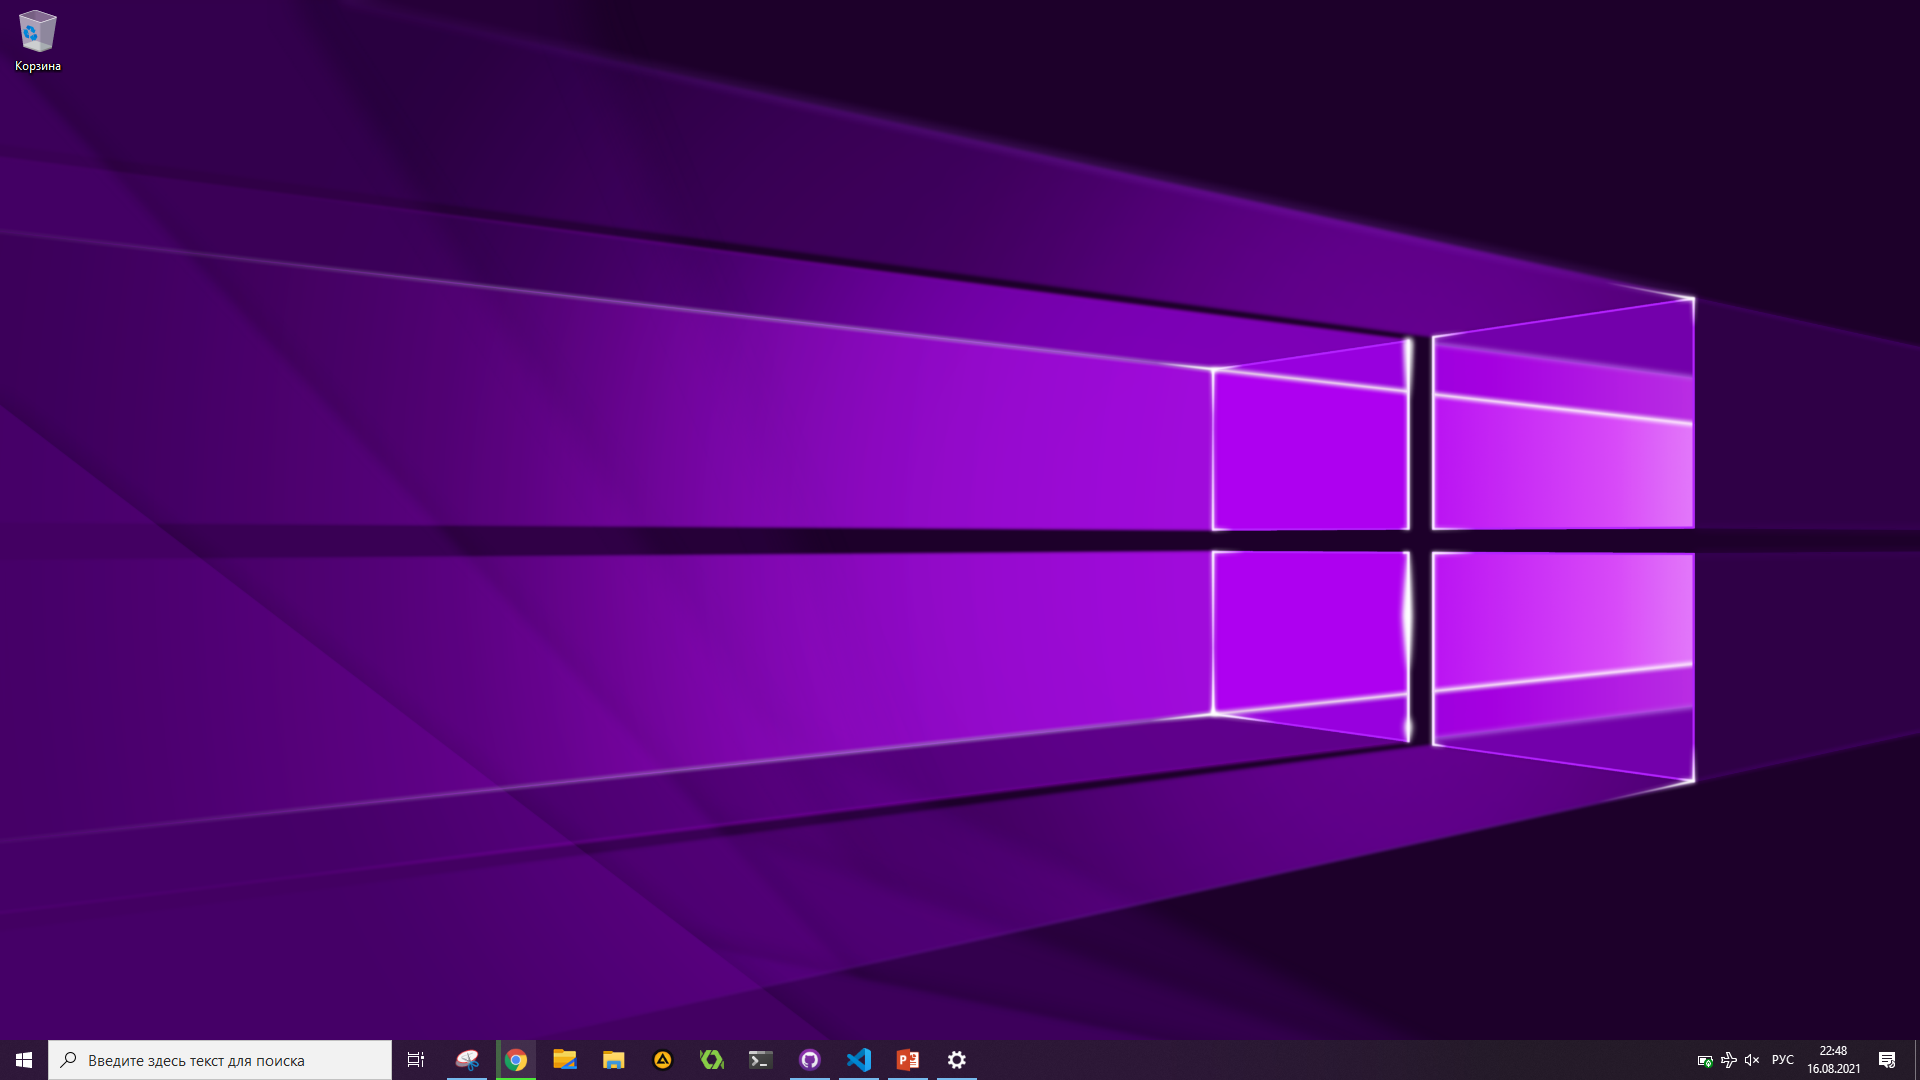 Корзина
Введите здесь текст для поиска
РУС
22:48
16.08.2021